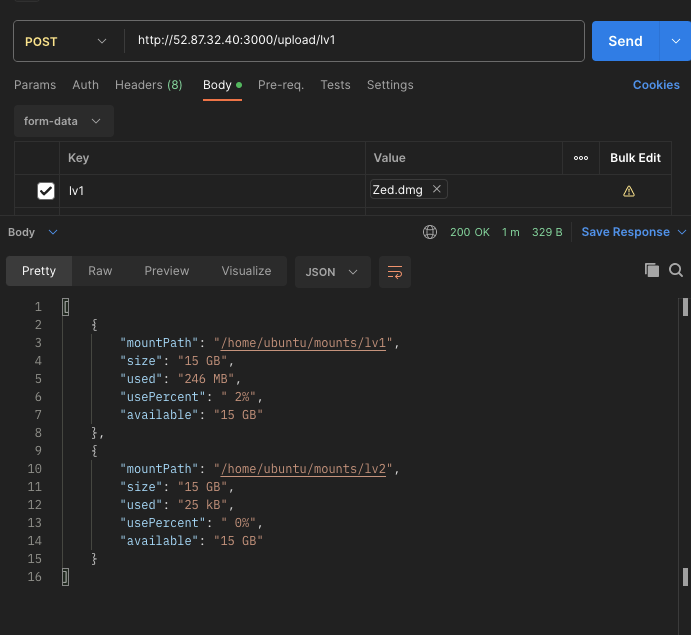 POST http://52.87.32.40:3000/upload/lv1 Send
Params Auth Headers (8) Body Pre-req. Tests Settings Cookies
form-data
Key Value ooo Bulk Edit
lv1 Zed.dmg
Body 200 OK 1 m 329 B Save Response
Pretty Raw Preview Visualize JSON
1 [
2 {
3 "mountPath": "/home/ubuntu/mounts/lv1",
4 "size": "15 GB",
5 "used": "246 MB",
6 "usePercent": " 2%",
7 "available": "15 GB"
8 },
9 {
10 "mountPath": "/home/ubuntu/mounts/lv2",
11 "size": "15 GB",
12 "used": "25 kB",
13 "usePercent": " 0%",
14 "available": "15 GB"
15 }
16 ]